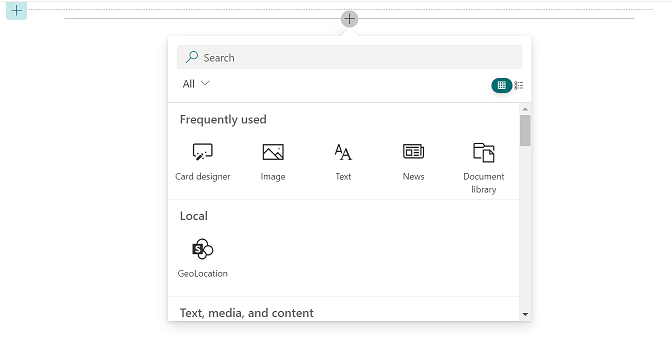 Search
All
Frequently used
Card designer
Image
Text
News
Document
library
Local
GeoLocation
Text, media, and content